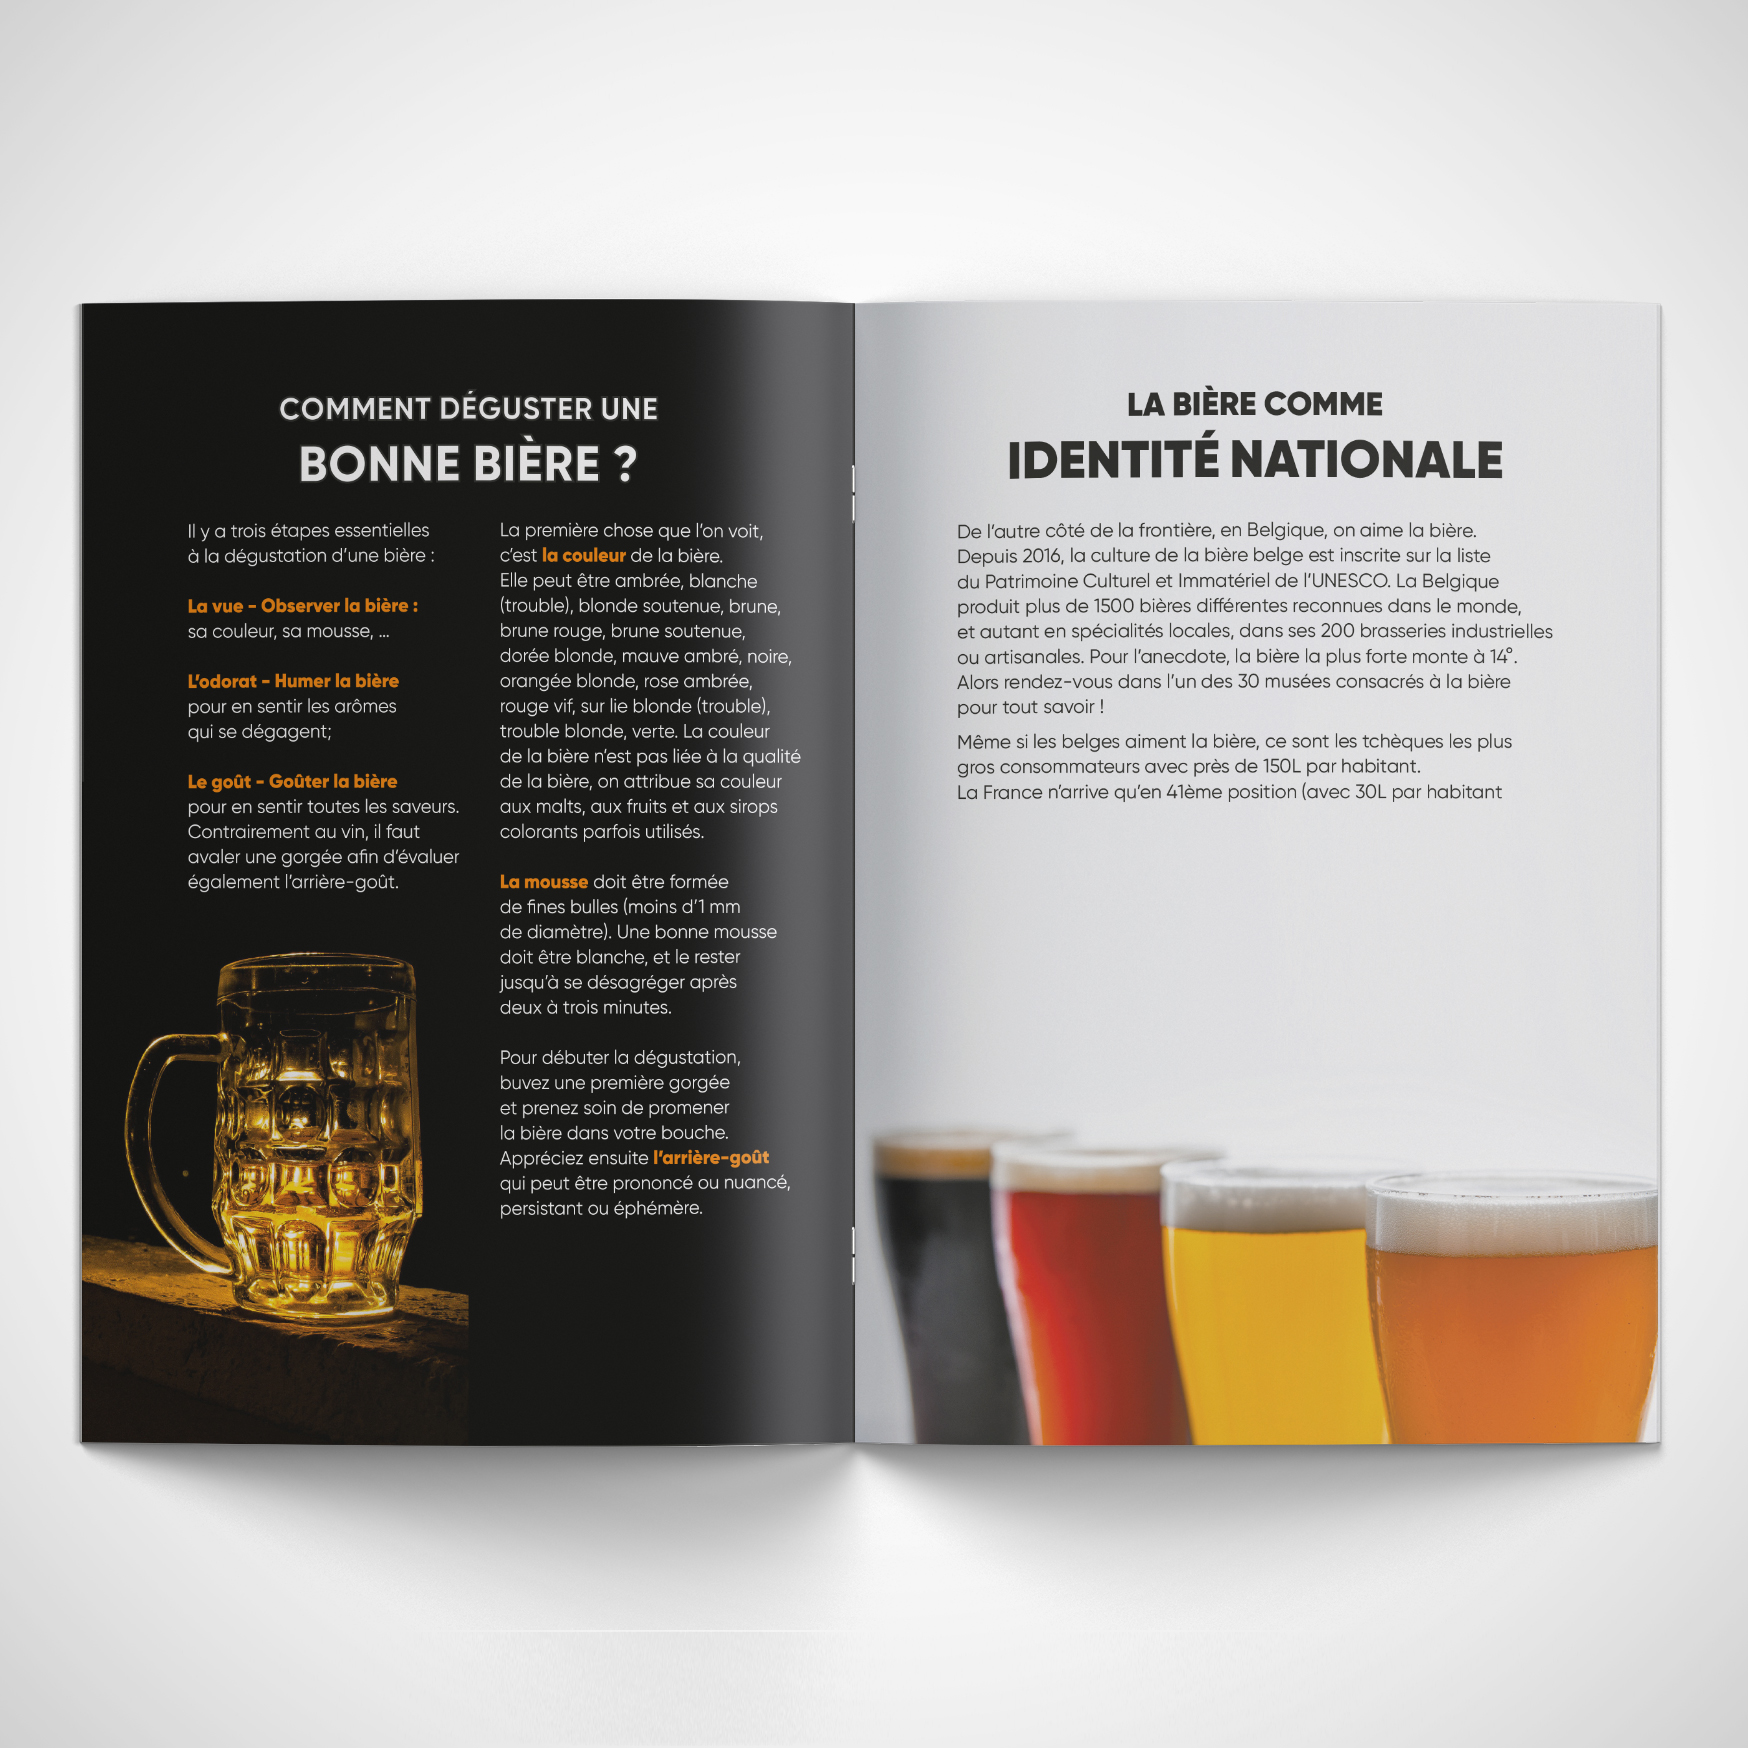 COMMENT DÉGUSTER UNE
BONNE BIÈRE ?
Il y a trois étapes essentielles
à la dégustation d'une bière :
La vue - Observer la bière :
sa couleur, sa mousse, ...
L'odorat - Humer la bière
pour en sentir les arômes
qui se dégagent;
Le goût - Goûter la bière
pour en sentir toutes les saveurs.
Contrairement au vin, il faut
avaler une gorgée afin d'évaluer
également l'arrière-goût.
La première chose que l'on voit,
c'est la couleur de la bière.
Elle peut être ambrée, blanche
(trouble), blonde soutenue, brune,
brune rouge, brune soutenue,
dorée blonde, mauve ambré, noire,
orangée blonde, rose ambrée,
rouge vif, sur lie blonde (trouble),
trouble blonde, verte. La couleur
de la bière n'est pas liée à la qualité
de la bière, on attribue sa couleur
aux malts, aux fruits et aux sirops
colorants parfois utilisés.
La mousse doit être formée
de fines bulles (moins d'1 mm
de diamètre). Une bonne mousse
doit être blanche, et le rester
jusqu'à se désagréger après
deux à trois minutes.
Pour débuter la dégustation,
buvez une première gorgée
et prenez soin de promener
la bière dans votre bouche.
Appréciez ensuite l'arrière-goût
qui peut être prononcé ou nuancé,
persistant ou éphémère.
LA BIÈRE COMME
IDENTITÉ NATIONALE
De l'autre côté de la frontière, en Belgique, on aime la bière.
Depuis 2016, la culture de la bière belge est inscrite sur la liste
du Patrimoine Culturel et Immatériel de l'UNESCO. La Belgique
produit plus de 1500 bières différentes reconnues dans le monde,
et autant en spécialités locales, dans ses 200 brasseries industrielles
ou artisanales. Pour l'anecdote, la bière la plus forte monte à 14°.
Alors rendez-vous dans l'un des 30 musées consacrés à la bière
pour tout savoir !
Même si les belges aiment la bière, ce sont les tchèques les plus
gros consommateurs avec près de 150L par habitant.
La France n'arrive qu'en 41ème position (avec 30L par habitant